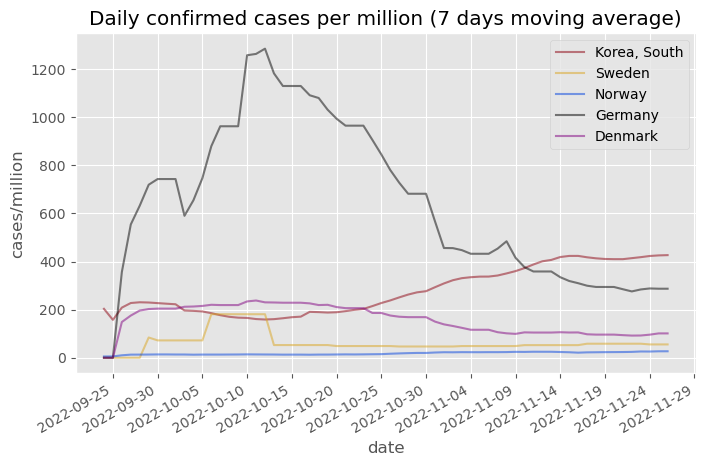 Daily confirmed cases per million (7 days moving average)
cases/million
1200
1000
800
600
400
200
0
Korea, South
Sweden
Norway
Germany
Denmark
2022-09-25
2022-09-30
2022-10-05
2022-10-10
2022-10-15
2022-10-20
2022-10-25
2022-10-30
2022-11-04
2022-11-09
2022-11-14
2022-11-19
2022-11-24
2022-11-29
date